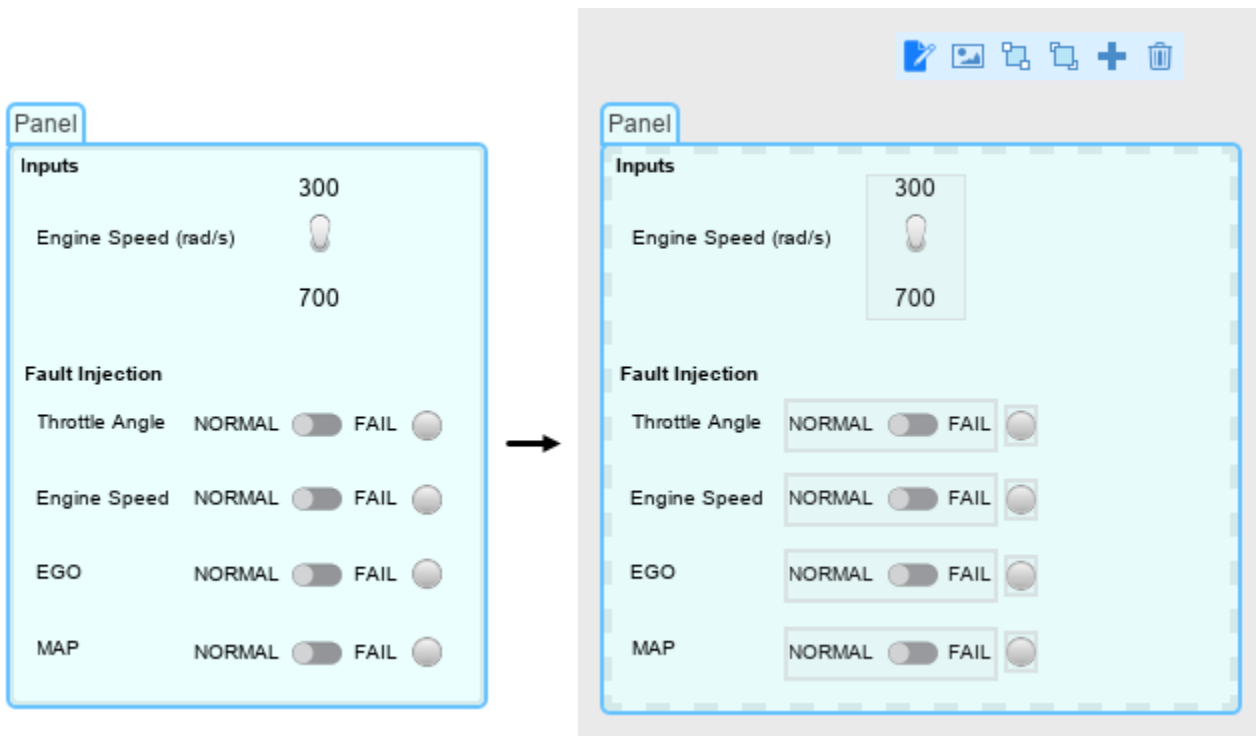 Panel
Inputs
300
Engine Speed (rad/s)
700
Fault Injection
Throttle Angle NORMAL FAIL
Engine Speed NORMAL FAIL
EGO NORMAL FAIL
MAP NORMAL FAIL
Panel
Inputs
300
Engine Speed (rad/s)
700
Fault Injection
Throttle Angle NORMAL FAIL
Engine Speed NORMAL FAIL
EGO NORMAL FAIL
MAP NORMAL FAIL